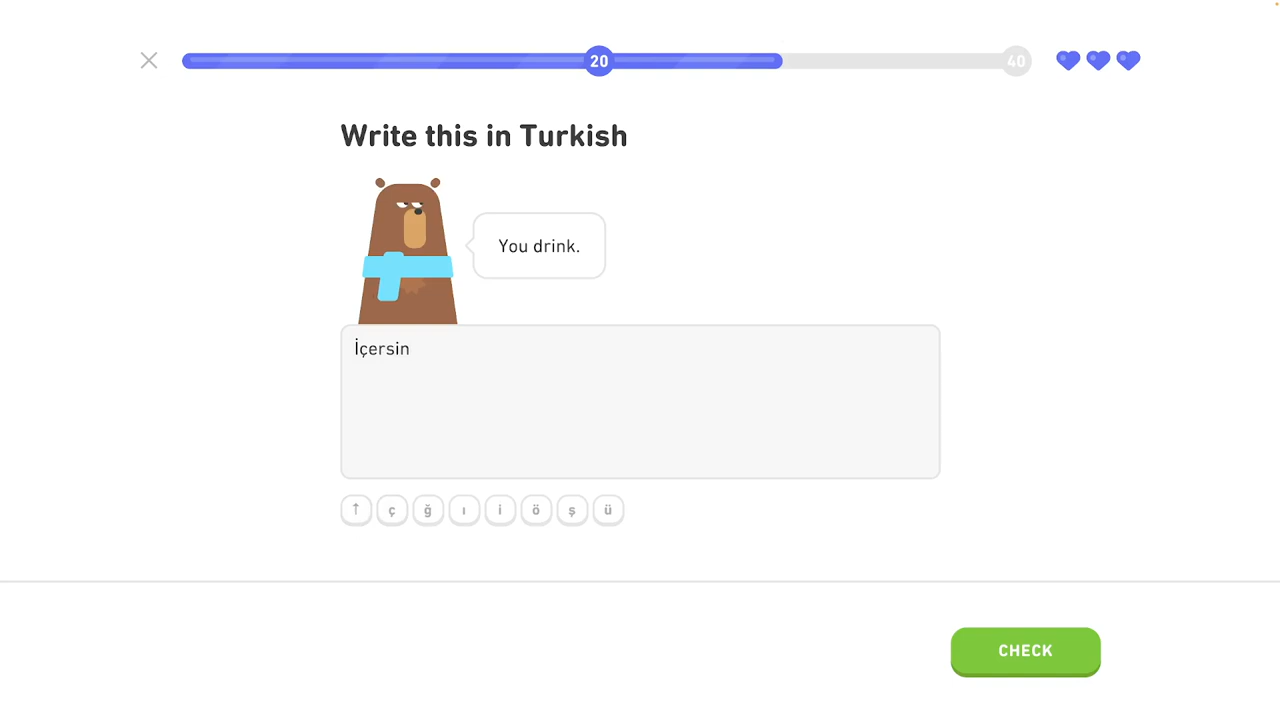 20
40
Write this in Turkish
You drink.
İçersin
↑ ç ğ ı i ö ş ü
CHECK